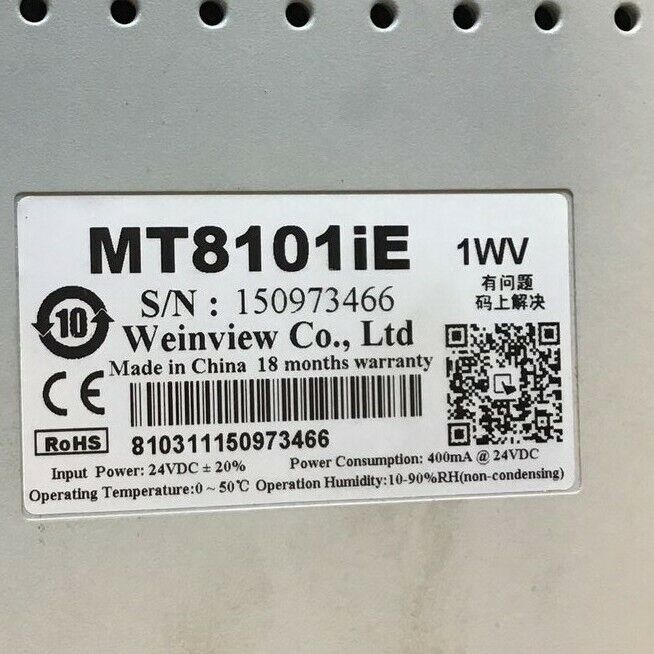 MT8101iE 1WV
有问题
码上解决
S/N : 150973466
10
Weinview Co., Ltd
Made in China 18 months warranty
CE
RoHS
810311150973466
Input Power: 24VDC ± 20% Power Consumption: 400mA @ 24VDC
Operating Temperature:0 ~ 50℃ Operation Humidity:10-90%RH(non-condensing)